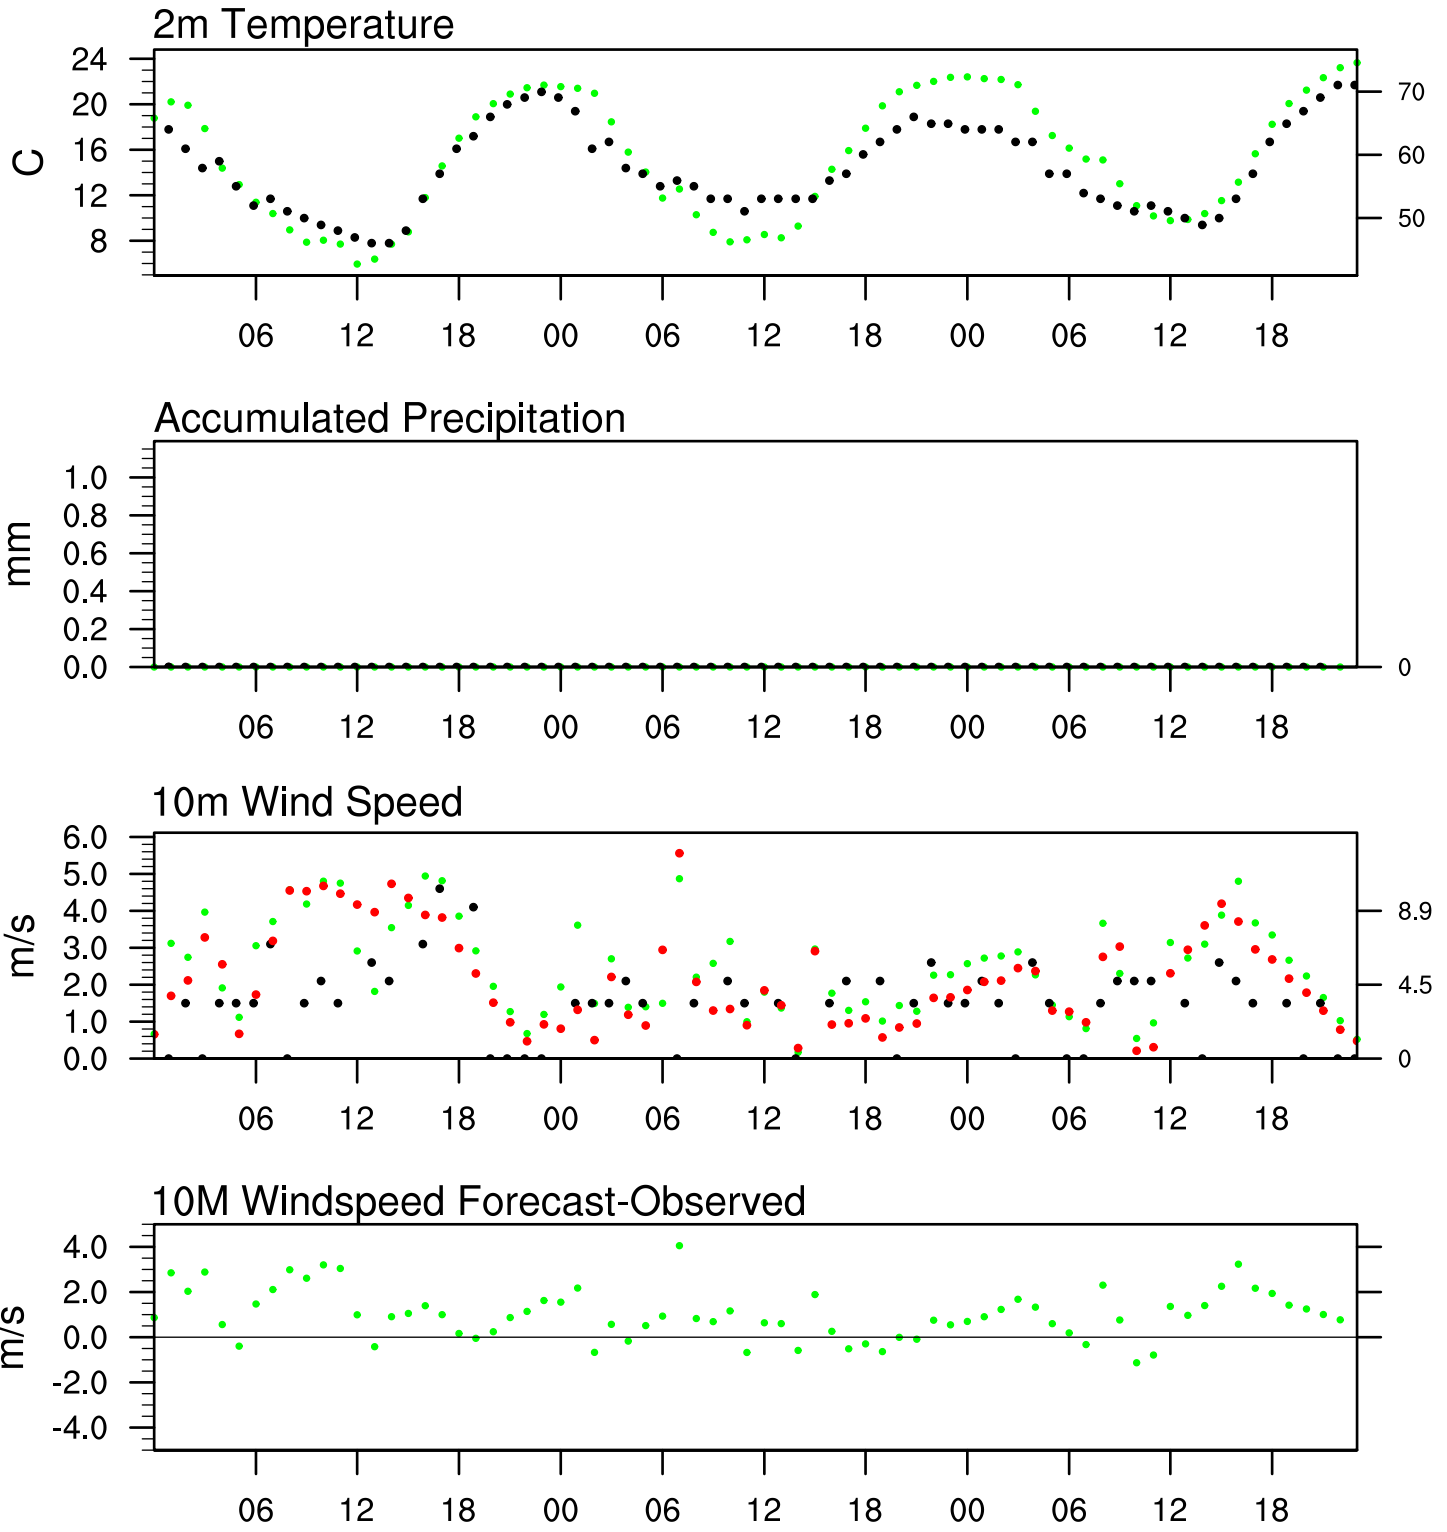 2m Temperature
24
20
16
12
8
C
70
60
50
06 12 18 00 06 12 18 00 06 12 18
Accumulated Precipitation
1.0
0.8
0.6
0.4
0.2
0.0
mm
0
06 12 18 00 06 12 18 00 06 12 18
10m Wind Speed
6.0
5.0
4.0
3.0
2.0
1.0
0.0
m/s
8.9
4.5
0
06 12 18 00 06 12 18 00 06 12 18
10M Windspeed Forecast-Observed
4.0
2.0
0.0
-2.0
-4.0
m/s
06 12 18 00 06 12 18 00 06 12 18